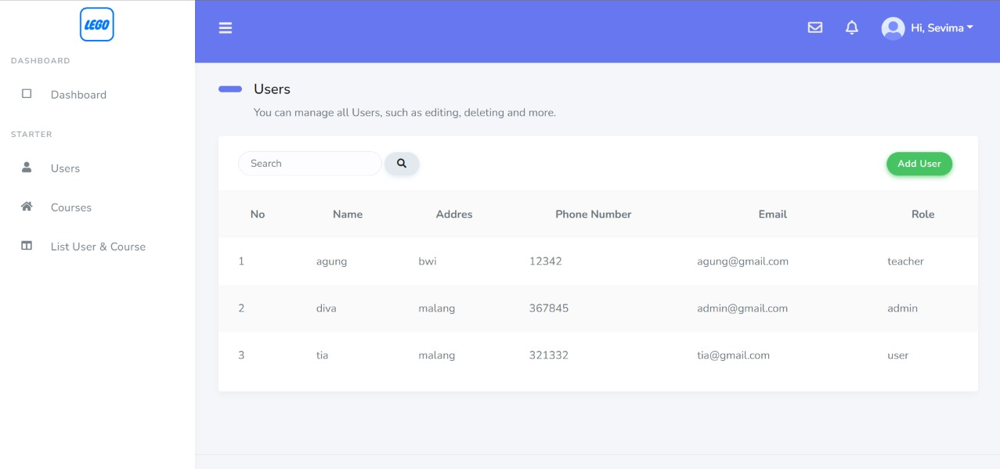 LEGO
Hi, Sevima
DASHBOARD
Dashboard
STARTER
Users
Courses
List User & Course
Users
You can manage all Users, such as editing, deleting and more.
Search
Add User
No Name Addres Phone Number Email Role
1 agung bwi 12342 agung@gmail.com teacher
2 diva malang 367845 admin@gmail.com admin
3 tia malang 321332 tia@gmail.com user